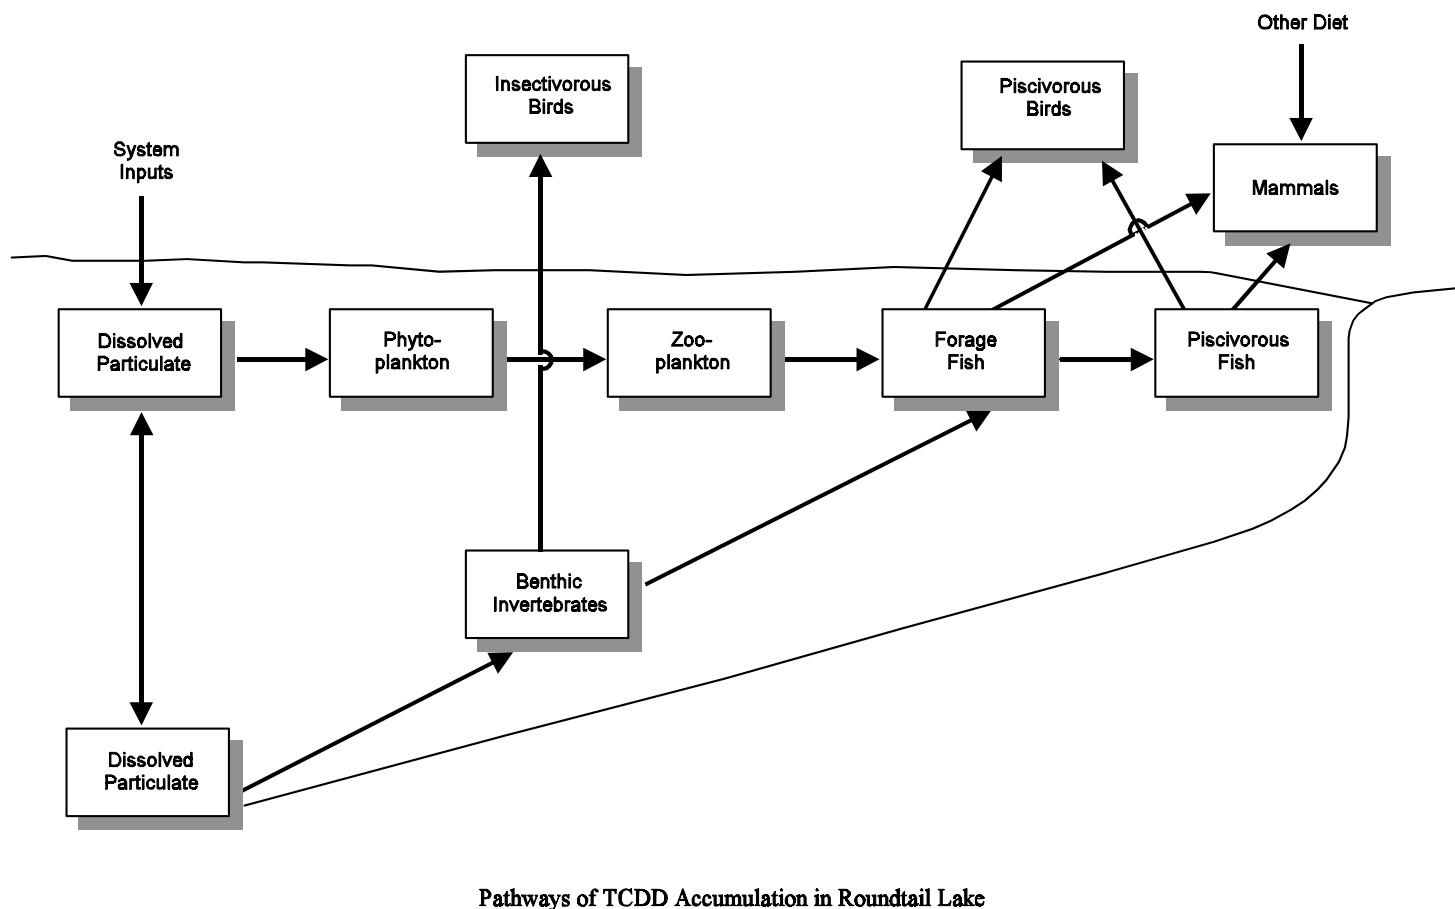 Other Diet
Insectivorous
Birds
Piscivorous
Birds
System
Inputs
Mammals
Dissolved
Particulate
Phyto-
plankton
Zoo-
plankton
Forage
Fish
Piscivorous
Fish
Benthic
Invertebrates
Dissolved
Particulate
Pathways of TCDD Accumulation in Roundtail Lake